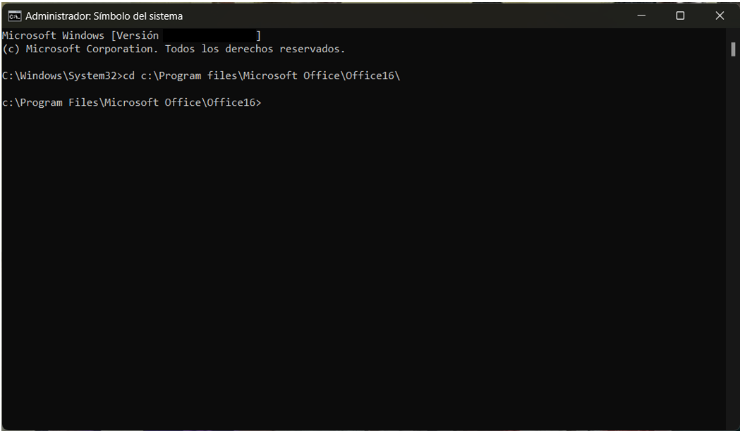 Administrador: Símbolo del sistema
Microsoft Windows [Versión ]
(c) Microsoft Corporation. Todos los derechos reservados.
C:\Windows\System32>cd c:\Program files\Microsoft Office\Office16\
c:\Program Files\Microsoft Office\Office16>